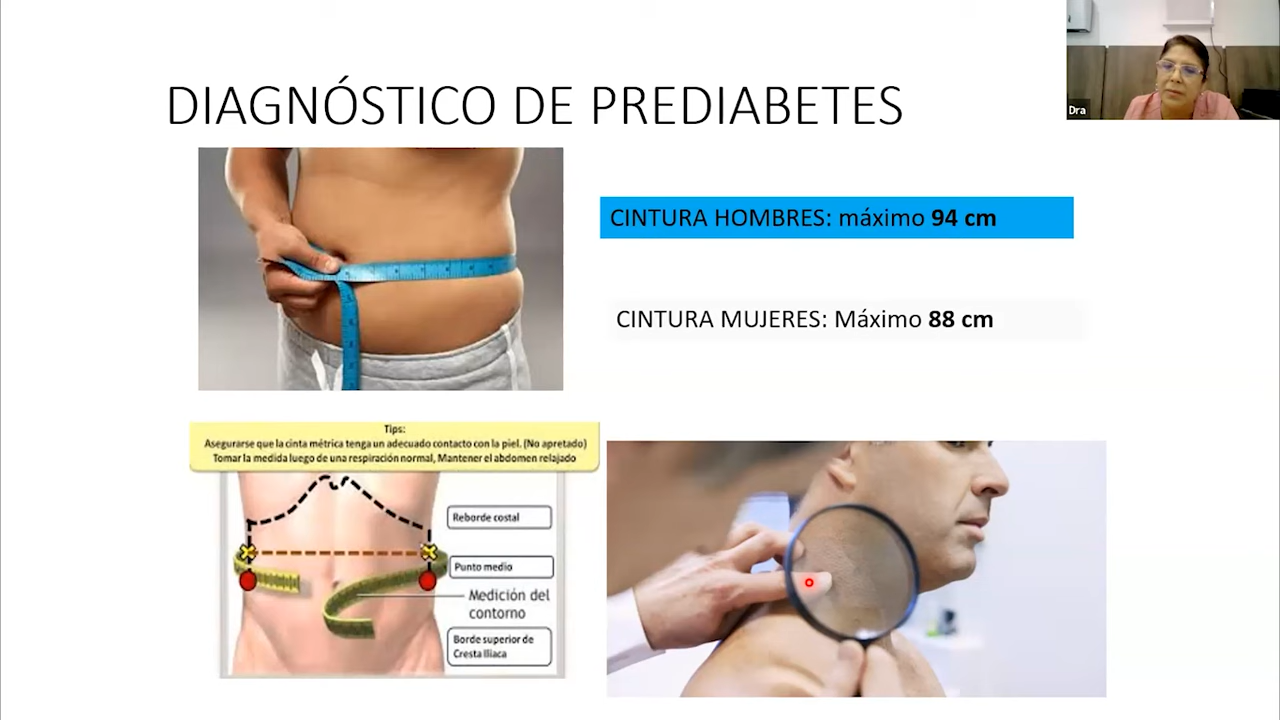 DIAGNÓSTICO DE PREDIABETES
Dra
CINTURA HOMBRES: máximo 94 cm
CINTURA MUJERES: Máximo 88 cm
Tips:
Asegurarse que la cinta métrica tenga un adecuado contacto con la piel. (No apretado)
Tomar la medida luego de una respiración normal, Mantener el abdomen relajado
Reborde costal
Punto medio
Medición del
contorno
Borde superior de
Cresta Iliaca